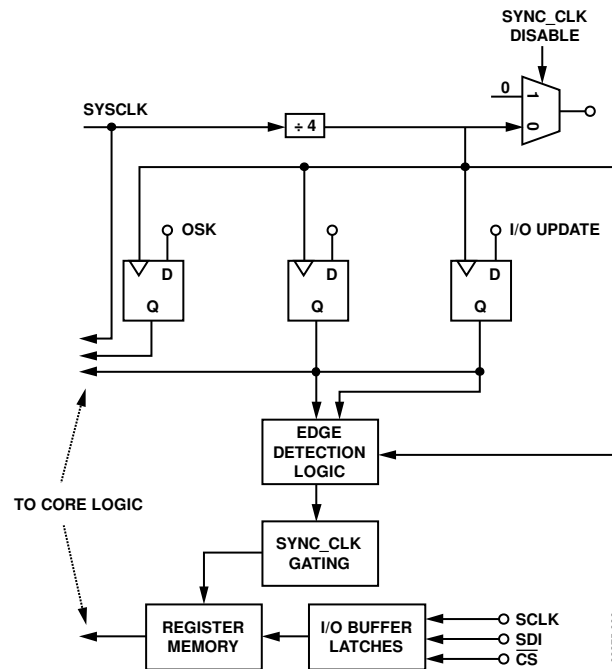 SYNC_CLK
DISABLE
0
1
0
SYSCLK
÷ 4
OSK
I/O UPDATE
D
Q
D
Q
D
Q
EDGE
DETECTION
LOGIC
TO CORE LOGIC
SYNC_CLK
GATING
REGISTER
MEMORY
I/O BUFFER
LATCHES
SCLK
SDI
CS